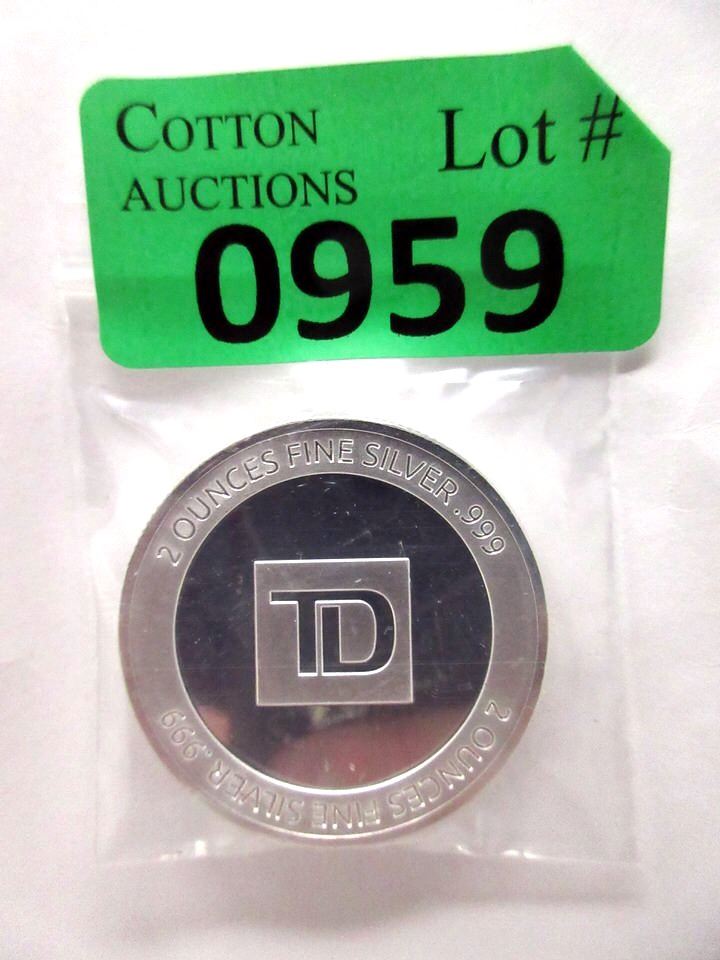 COTTON
AUCTIONS
Lot #
0959
2 OUNCES FINE SILVER .999
TD
2 OUNCES FINE SILVER .999